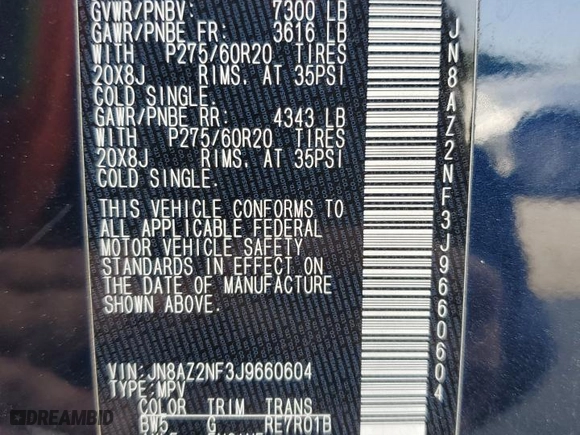 GVWR/PNBV: 7300 LB
GAWR/PNBE FR: 3616 LB
WITH P275/60R20 TIRES
20X8J RIMS, AT 35PSI
COLD SINGLE.
GAWR/PNBE RR: 4343 LB
WITH P275/60R20 TIRES
20X8J RIMS, AT 35PSI
COLD SINGLE.
THIS VEHICLE CONFORMS TO
ALL APPLICABLE FEDERAL
MOTOR VEHICLE SAFETY
STANDARDS IN EFFECT ON
THE DATE OF MANUFACTURE
SHOWN ABOVE.
VIN:JN8AZ2NF3J9660604
TYPE:MPV
COLOR TRIM TRANS
BW5 G RE7R01B
JN8AZ2NF3J9660604
DREAMBID